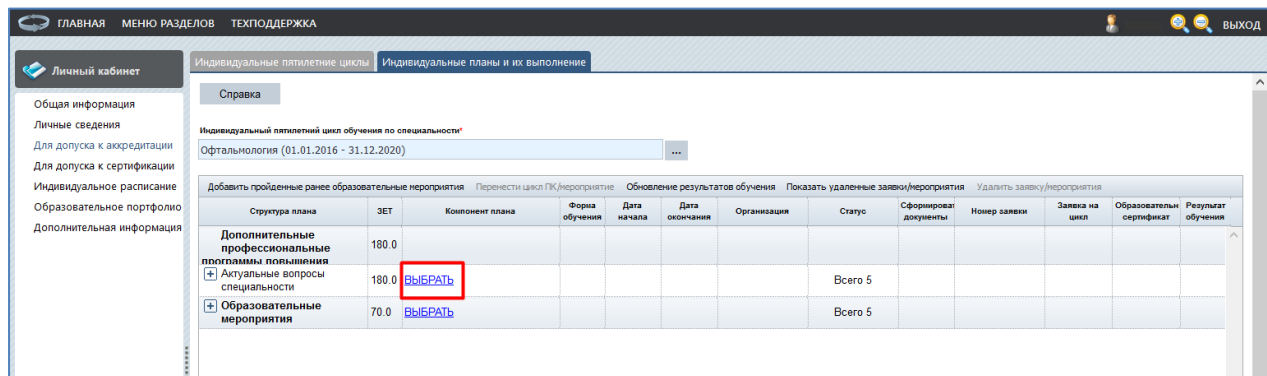 ГЛАВНАЯ МЕНЮ РАЗДЕЛОВ ТЕХПОДДЕРЖКА ВЫХОД
Личный кабинет
Общая информация
Личные сведения
Для допуска к аккредитации
Для допуска к сертификации
Индивидуальное расписание
Образовательное портфолио
Дополнительная информация
Индивидуальные пятилетние циклы Индивидуальные планы и их выполнение
Справка
Индивидуальный пятилетний цикл обучения по специальности*
Офтальмология (01.01.2016 - 31.12.2020) ...
Добавить пройденные ранее образовательные мероприятия Перенести цикл ПК/мероприятие Обновление результатов обучения Показать удаленные заявки/мероприятия Удалить заявку/мероприятия
Структура плана ЗЕТ Компонент плана Форма обучения Дата начала Дата окончания Организация Статус Сформироват документы Номер заявки Заявка на цикл Образовательн сертификат Результат обучения
Дополнительные
профессиональные 180.0
программы повышения
Актуальные вопросы
специальности 180.0 ВЫБРАТЬ Всего 5
Образовательные
мероприятия 70.0 ВЫБРАТЬ Всего 5